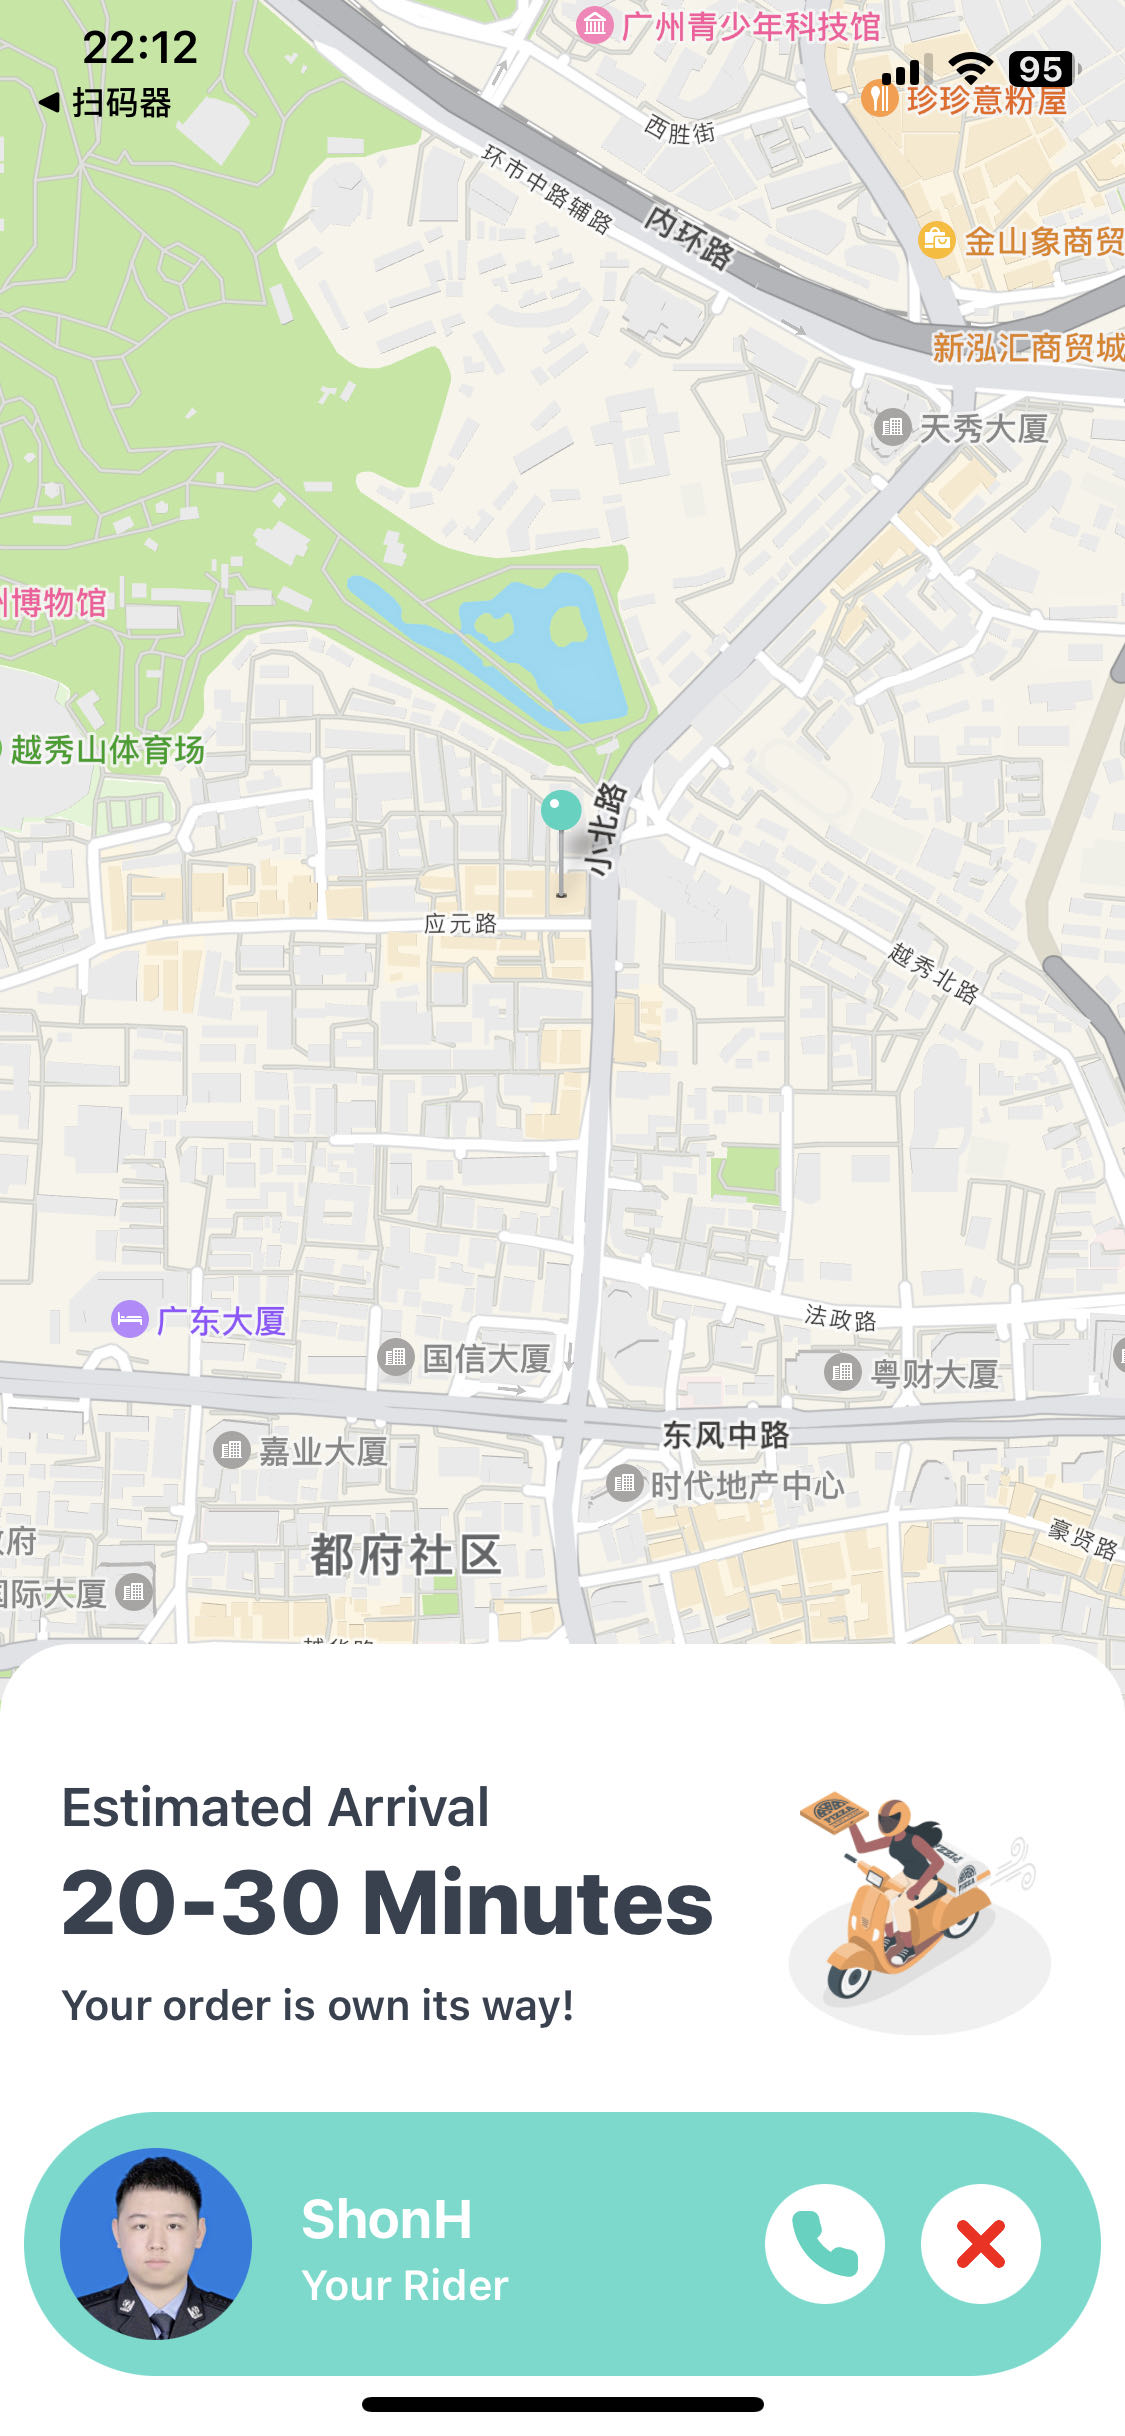 22:12
95
扫码器
广州青少年科技馆
珍珍意粉屋
西胜街
环市中路辅路
内环路
金山象商贸
新泓汇商贸城
天秀大厦
州博物馆
越秀山体育场
小北路
应元路
越秀北路
广东大厦
国信大厦
法政路
粤财大厦
东风中路
嘉业大厦
时代地产中心
都府社区
府
豪贤路
国际大厦
Estimated Arrival
20-30 Minutes
Your order is own its way!
PIZZA
PIZZA
PIZZA
ShonH
Your Rider